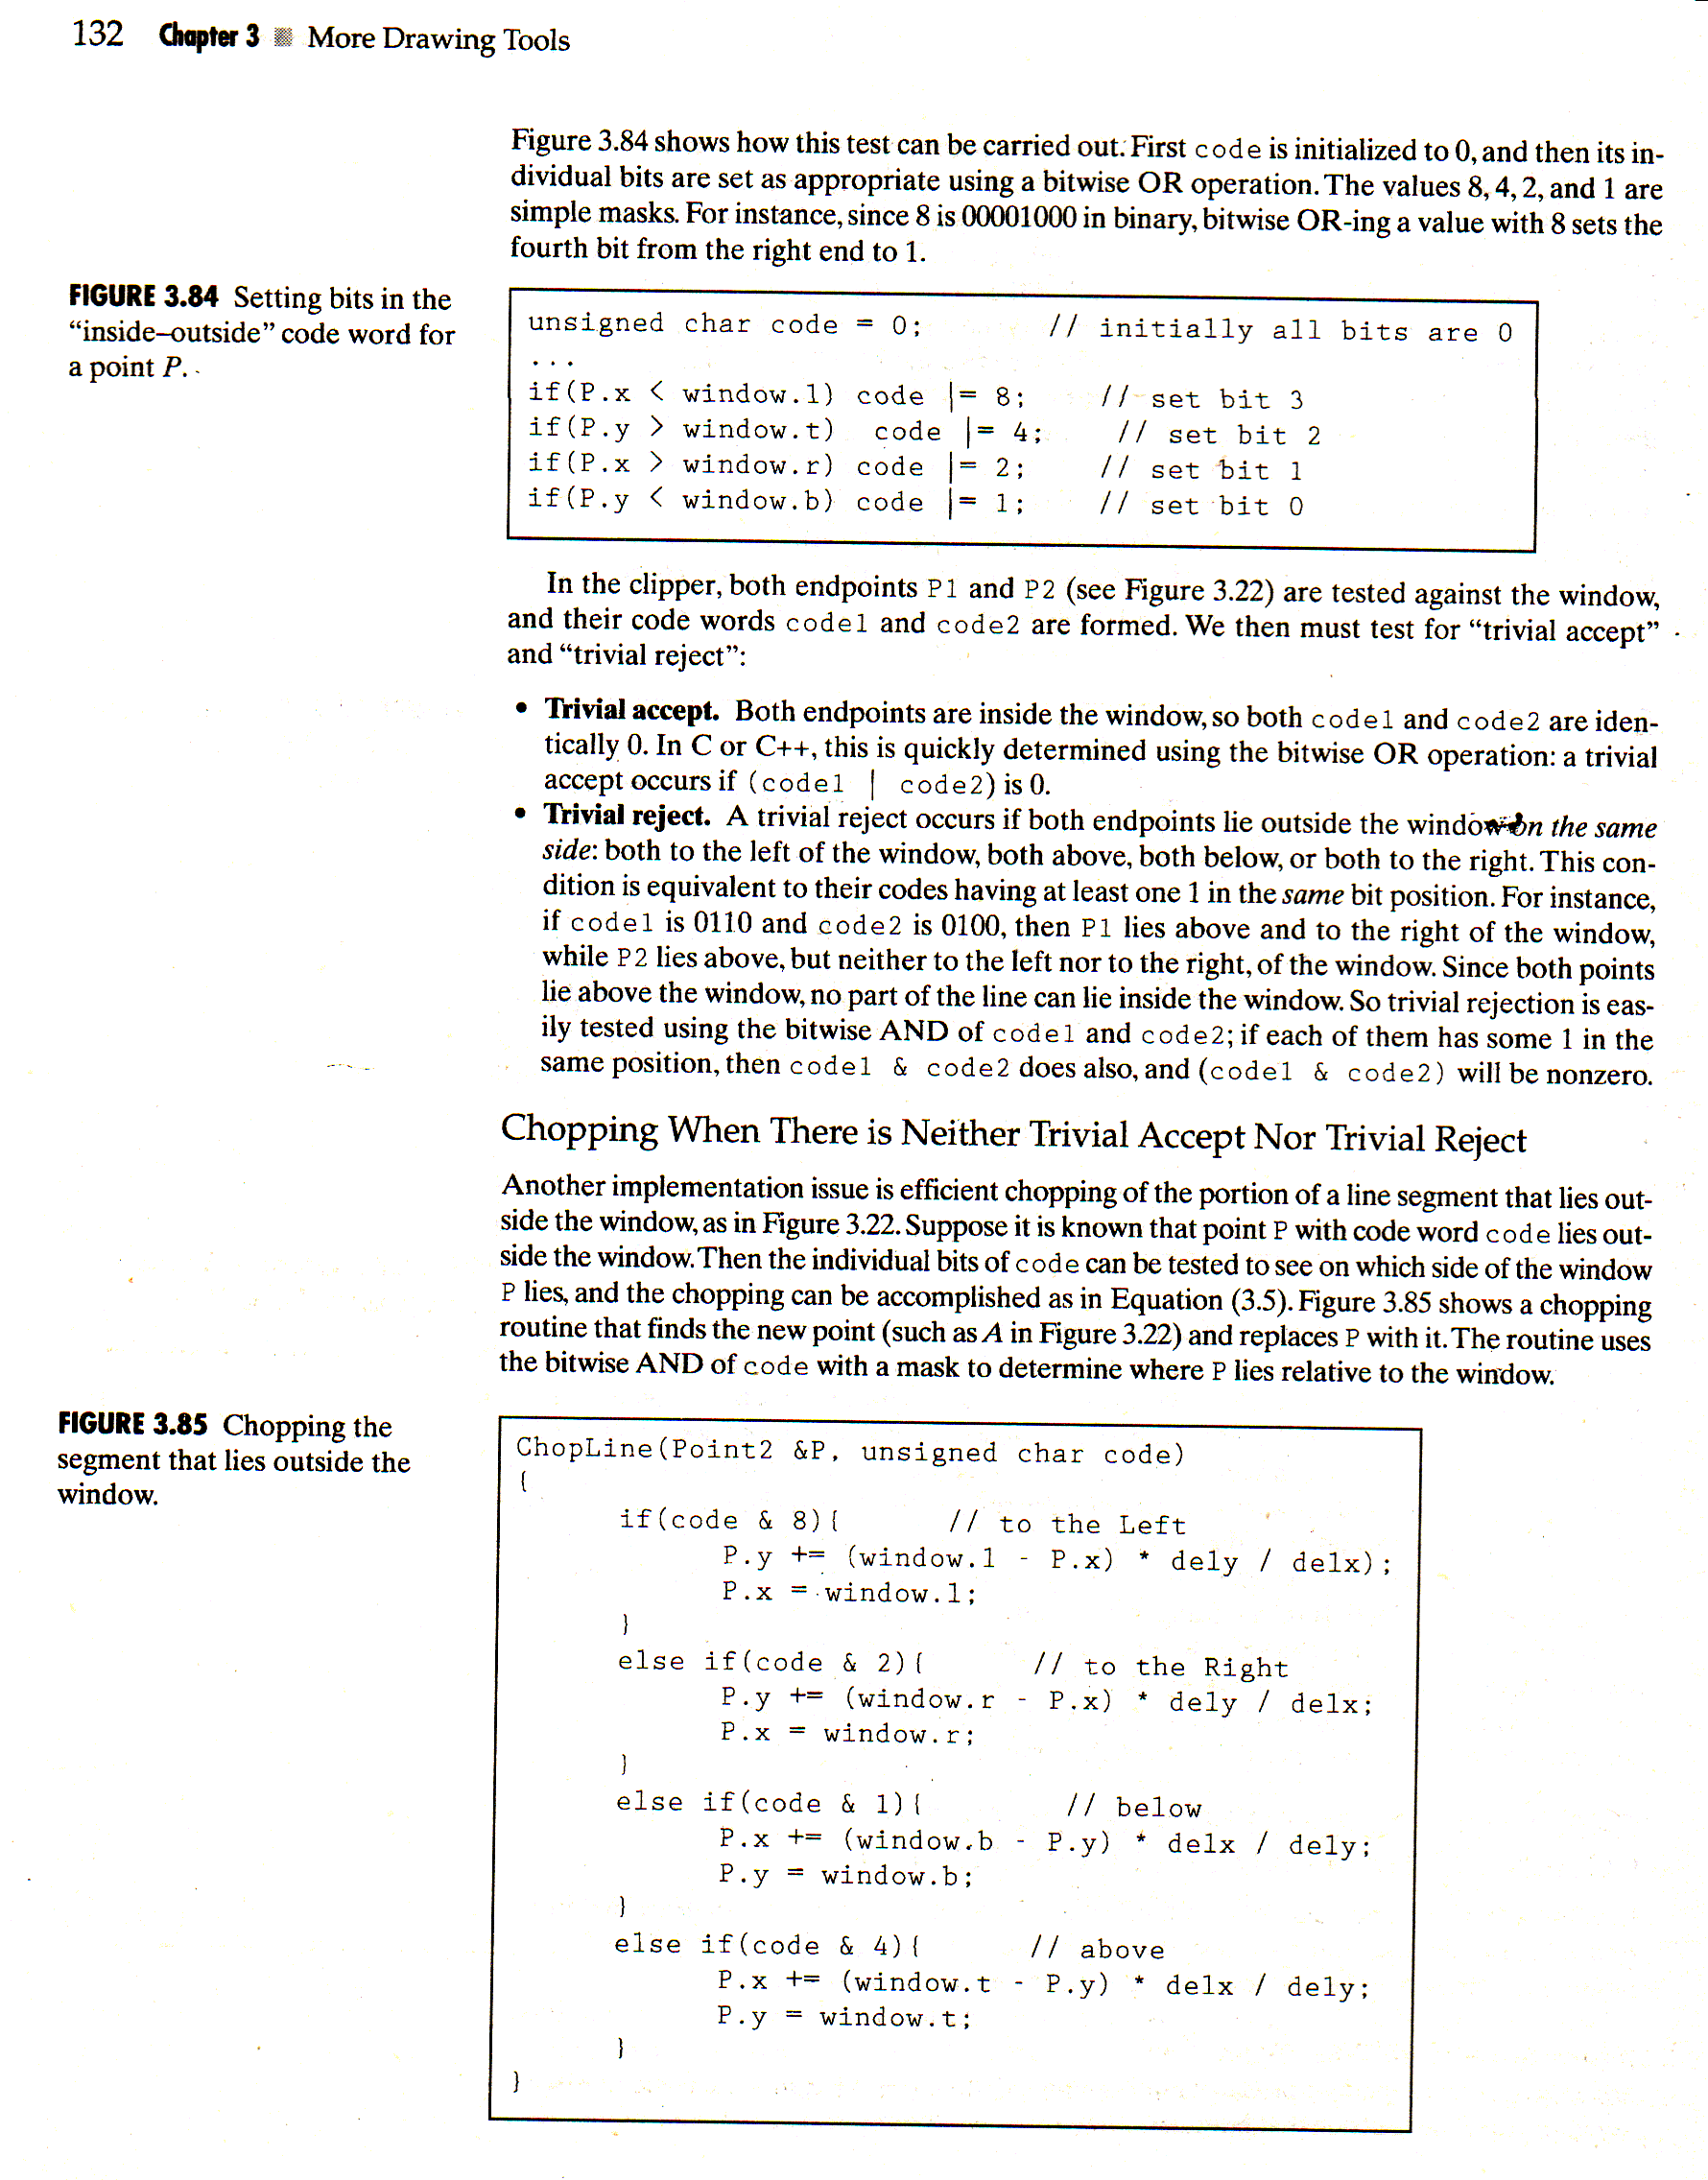 132 Chapter 3 More Drawing Tools
Figure 3.84 shows how this test can be carried out. First code is initialized to 0, and then its in-
dividual bits are set as appropriate using a bitwise OR operation. The values 8, 4, 2, and 1 are
simple masks. For instance, since 8 is 00001000 in binary, bitwise OR-ing a value with 8 sets the
fourth bit from the right end to 1.
FIGURE 3.84 Setting bits in the
“inside–outside” code word for
a point P.
unsigned char code = 0; // initially all bits are 0
...
if(P.x < window.l) code |= 8; // set bit 3
if(P.y > window.t) code |= 4; // set bit 2
if(P.x > window.r) code |= 2; // set bit 1
if(P.y < window.b) code |= 1; // set bit 0
In the clipper, both endpoints P1 and P2 (see Figure 3.22) are tested against the window,
and their code words code1 and code2 are formed. We then must test for “trivial accept”
and “trivial reject”:
• Trivial accept. Both endpoints are inside the window, so both code1 and code2 are iden-
tically 0. In C or C++, this is quickly determined using the bitwise OR operation: a trivial
accept occurs if (code1 | code2) is 0.
• Trivial reject. A trivial reject occurs if both endpoints lie outside the window on the same
side: both to the left of the window, both above, both below, or both to the right. This con-
dition is equivalent to their codes having at least one 1 in the same bit position. For instance,
if code1 is 0110 and code2 is 0100, then P1 lies above and to the right of the window,
while P2 lies above, but neither to the left nor to the right, of the window. Since both points
lie above the window, no part of the line can lie inside the window. So trivial rejection is eas-
ily tested using the bitwise AND of code1 and code2; if each of them has some 1 in the
same position, then code1 & code2 does also, and (code1 & code2) will be nonzero.
Chopping When There is Neither Trivial Accept Nor Trivial Reject
Another implementation issue is efficient chopping of the portion of a line segment that lies out-
side the window, as in Figure 3.22. Suppose it is known that point P with code word code lies out-
side the window. Then the individual bits of code can be tested to see on which side of the window
P lies, and the chopping can be accomplished as in Equation (3.5). Figure 3.85 shows a chopping
routine that finds the new point (such as A in Figure 3.22) and replaces P with it. The routine uses
the bitwise AND of code with a mask to determine where P lies relative to the window.
FIGURE 3.85 Chopping the
segment that lies outside the
window.
ChopLine(Point2 &P, unsigned char code)
{
if(code & 8){ // to the Left
P.y += (window.l - P.x) * dely / delx);
P.x = window.l;
}
else if(code & 2){ // to the Right
P.y += (window.r - P.x) * dely / delx;
P.x = window.r;
}
else if(code & 1){ // below
P.x += (window.b - P.y) * delx / dely;
P.y = window.b;
}
else if(code & 4){ // above
P.x += (window.t - P.y) * delx / dely;
P.y = window.t;
}
}